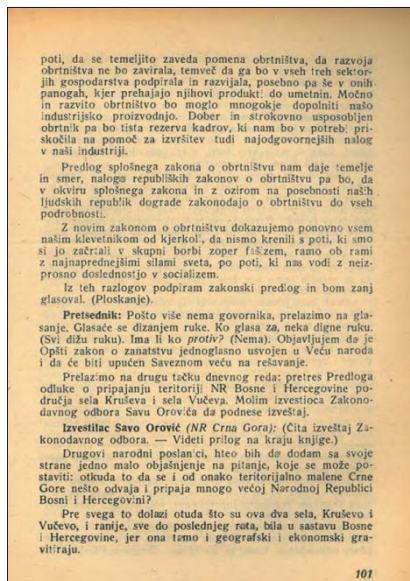 poti, da se temeljito zaveda pomena obrtništva, da razvoja
obrtništva ne bo zavirala, temveč da ga bo v vseh treh sektor-
jih gospodarstva podpirala in razvijala, posebno pa še v onih
panogah, kjer prehajajo njihovi produkti do umetnin. Močno
in razvito obrtništvo bo moglo mnogokje dopolniti našo
industrijsko proizvodnjo. Dober in strokovno usposobljen
obrtnik pa bo tista rezerva kadrov, ki nam bo v potrebi pri-
skočila na pomoč za izvršitev tudi najodgovornejših nalog
v naši industriji.
Predlog splošnega zakona o obrtništvu nam daje temelje
in smer, naloga republiških zakonov o obrtništvu pa bo, da
v okviru splošnega zakona in z ozirom na posebnosti naših
ljudskih republik dograde zakonodajo o obrtništvu do vseh
podrobnosti.
Z novim zakonom o obrtništvu dokazujemo ponovno vsem
našim klevetnikom od kjerkoli, da nismo krenili s poti, ki smo
si jo začrtali v skupni borbi zoper fašizem, ramo ob rami
z najnaprednejšimi silami sveta, po poti, ki nas vodi z neiz-
prosno doslednostjo v socializem.
Iz teh razlogov podpiram zakonski predlog in bom zanj
glasoval. (Ploskanje).
Pretsednik: Pošto više nema govornika, prelazimo na gla-
sanje. Glasaće se dizanjem ruke. Ko glasa za, neka digne ruku.
(Svi dižu ruku). Ima li ko protiv? (Nema). Objavljujem da je
Opšti zakon o zanatstvu jednoglasno usvojen u Veću naroda
i da će biti upućen Saveznom veću na rešavanje.
Prelazimo na drugu tačku dnevnog reda: pretres Predloga
odluke o pripajanju teritoriji NR Bosne i Hercegovine po-
dručja sela Kruševa i sela Vučeva. Molim izvestioca Zakono-
davnog odbora Savu Orovića da podnese izveštaj.
Izvestilac Savo Orović (NR Crna Gora): (Čita izveštaj Za-
konodavnog odbora. — Videti prilog na kraju knjige.)
Drugovi narodni poslanici, hteo bih da dodam sa svoje
strane jedno malo objašnjenje na pitanje, koje se može po-
staviti: otkuda to da se i od onako teritorijalno malene Crne
Gore nešto odvaja i pripaja mnogo većoj Narodnoj Republici
Bosni i Hercegovini?
Pre svega to dolazi otuda što su ova dva sela, Kruševo i
Vučevo, i ranije, sve do poslednjeg rata, bila u sastavu Bosne
i Hercegovine, jer ona tamo i geografski i ekonomski gra-
vitiraju.
101